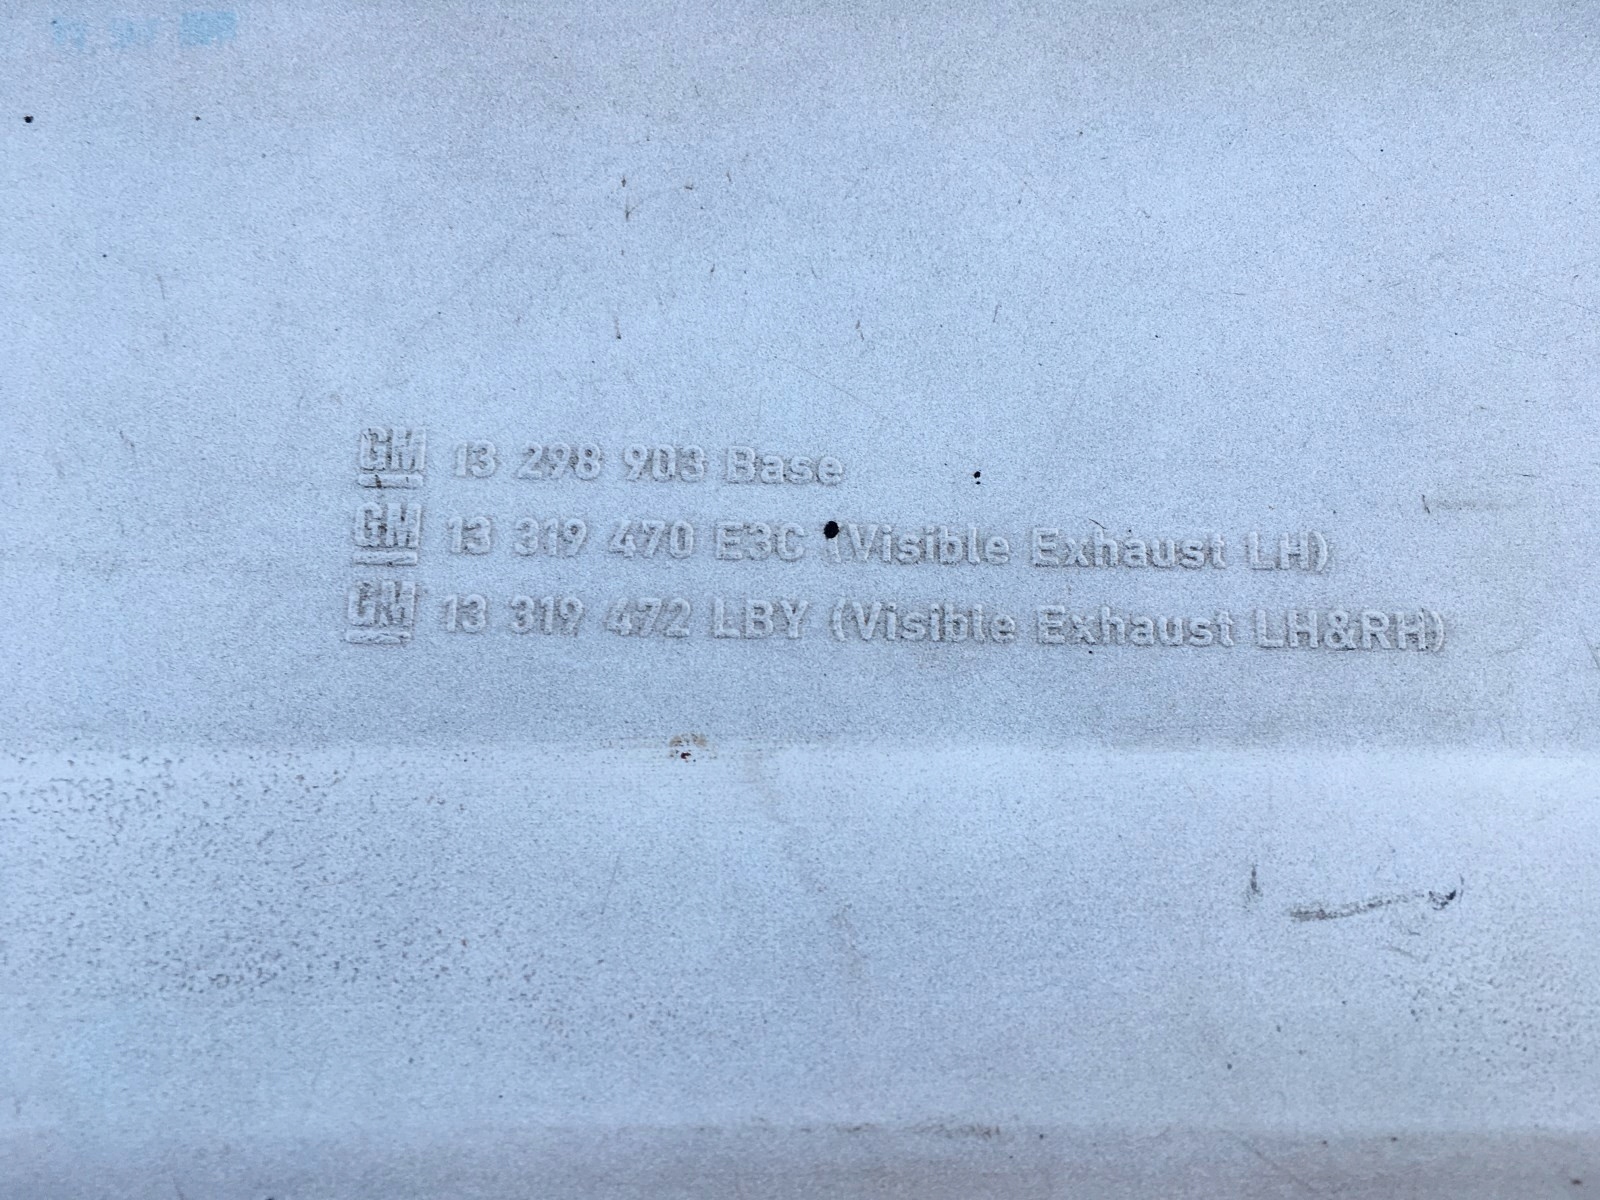 GM 13 298 903 Base
GM 13 319 470 E3C (Visible Exhaust LH)
GM 13 319 472 LBY (Visible Exhaust LH&RH)